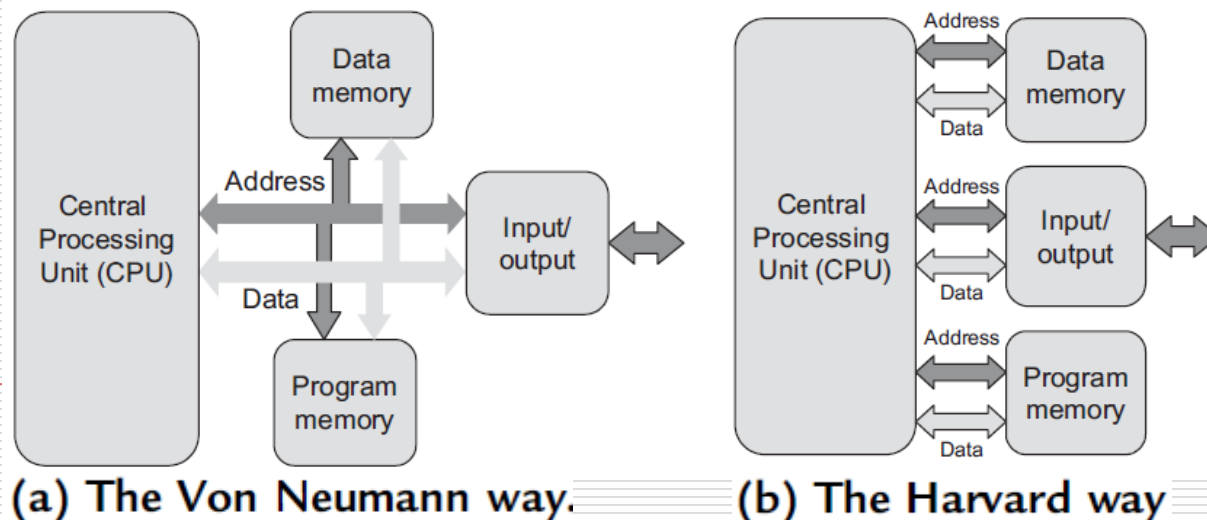 Data
memory
Address
Central
Processing
Unit (CPU)
Input/
output
Data
Program
memory
(a) The Von Neumann way.
Address
Data
memory
Data
Central
Processing
Unit (CPU)
Address
Input/
output
Data
Address
Program
memory
Data
(b) The Harvard way